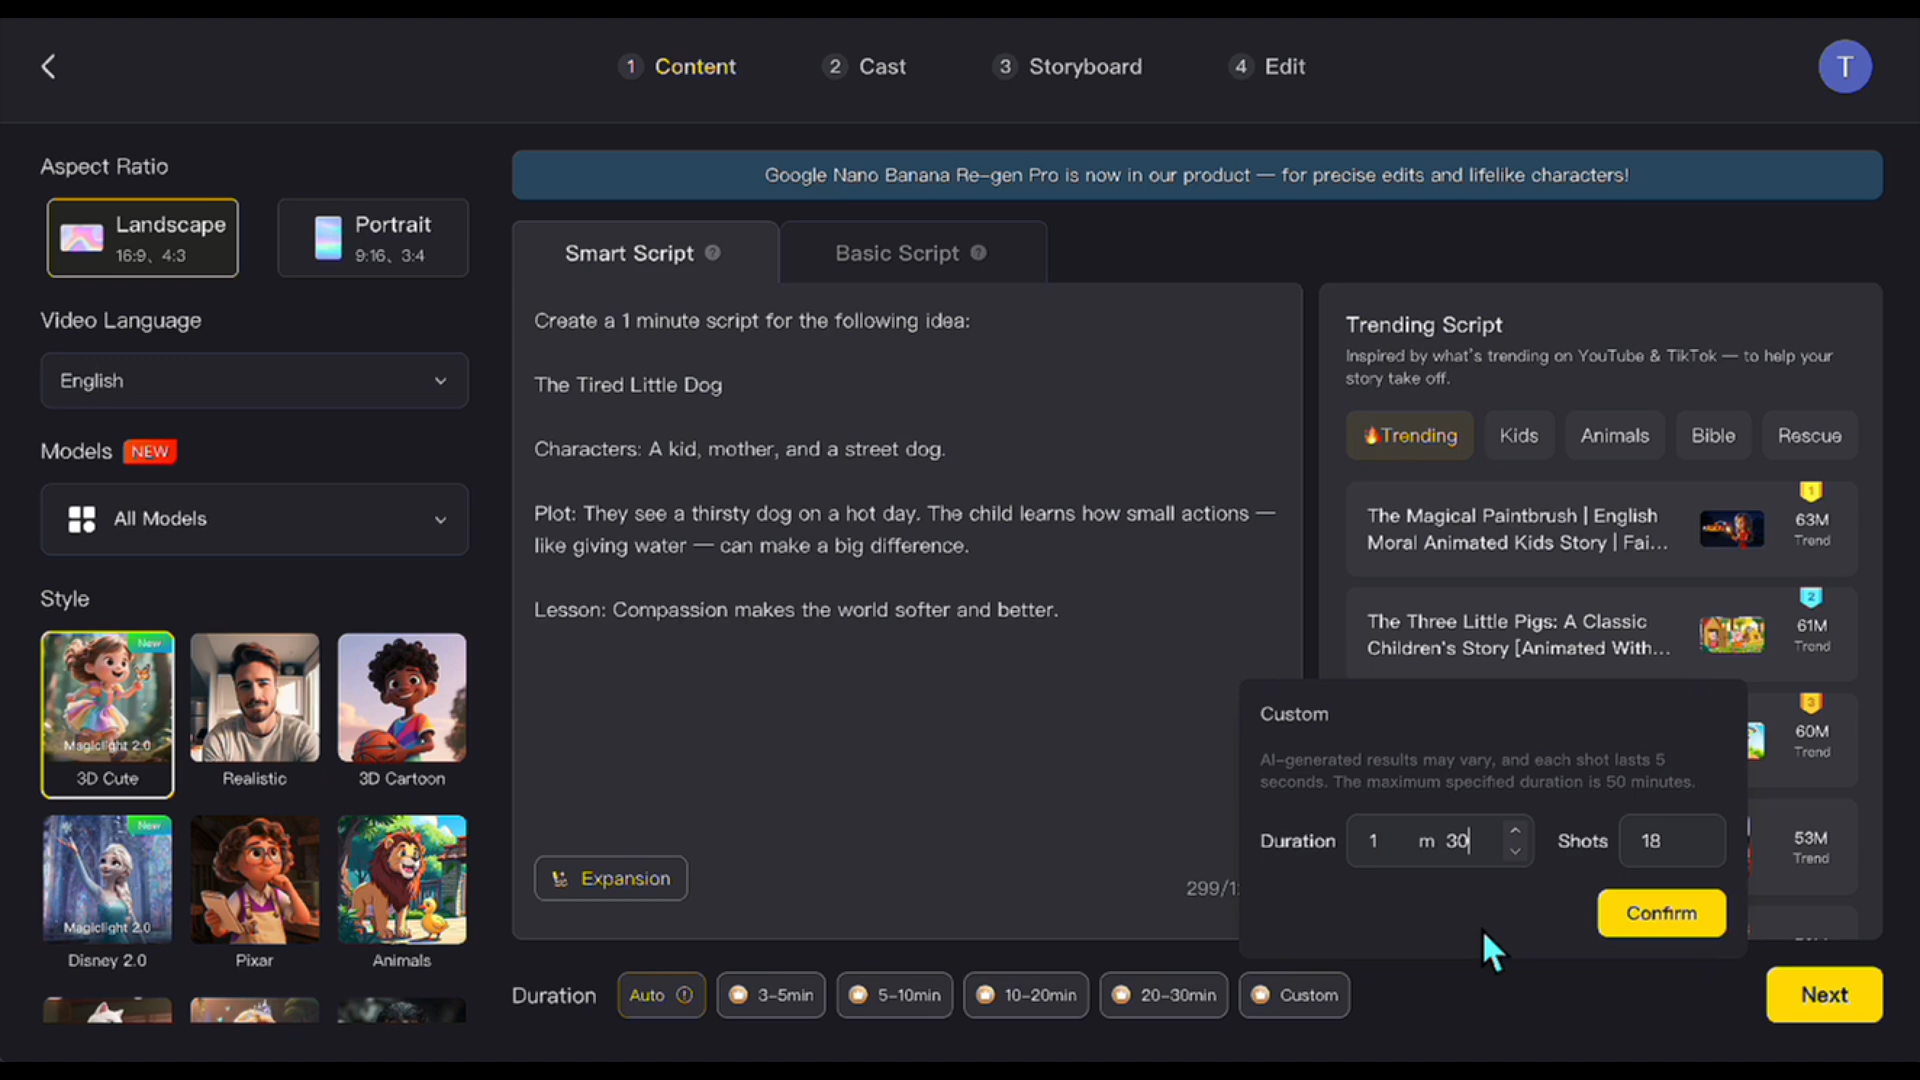 1 Content
2 Cast
3 Storyboard
4 Edit
T
Aspect Ratio
Landscape
16:9、4:3
Portrait
9:16、3:4
Video Language
English
Models NEW
All Models
Style
New
Magiclight 2.0
3D Cute
Realistic
3D Cartoon
New
Magiclight 2.0
Disney 2.0
Pixar
Animals
Google Nano Banana Re-gen Pro is now in our product — for precise edits and lifelike characters!
Smart Script ?
Basic Script ?
Create a 1 minute script for the following idea:
The Tired Little Dog
Characters: A kid, mother, and a street dog.
Plot: They see a thirsty dog on a hot day. The child learns how small actions —
like giving water — can make a big difference.
Lesson: Compassion makes the world softer and better.
Expansion
299/1
Trending Script
Inspired by what's trending on YouTube & TikTok — to help your
story take off.
Trending
Kids
Animals
Bible
Rescue
The Magical Paintbrush | English
Moral Animated Kids Story | Fai...
1
63M
Trend
The Three Little Pigs: A Classic
Children's Story [Animated With...
2
61M
Trend
3
60M
Trend
53M
Trend
Custom
AI-generated results may vary, and each shot lasts 5
seconds. The maximum specified duration is 50 minutes.
Duration 1 m 30
Shots 18
Confirm
Duration
Auto
3-5min
5-10min
10-20min
20-30min
Custom
Next